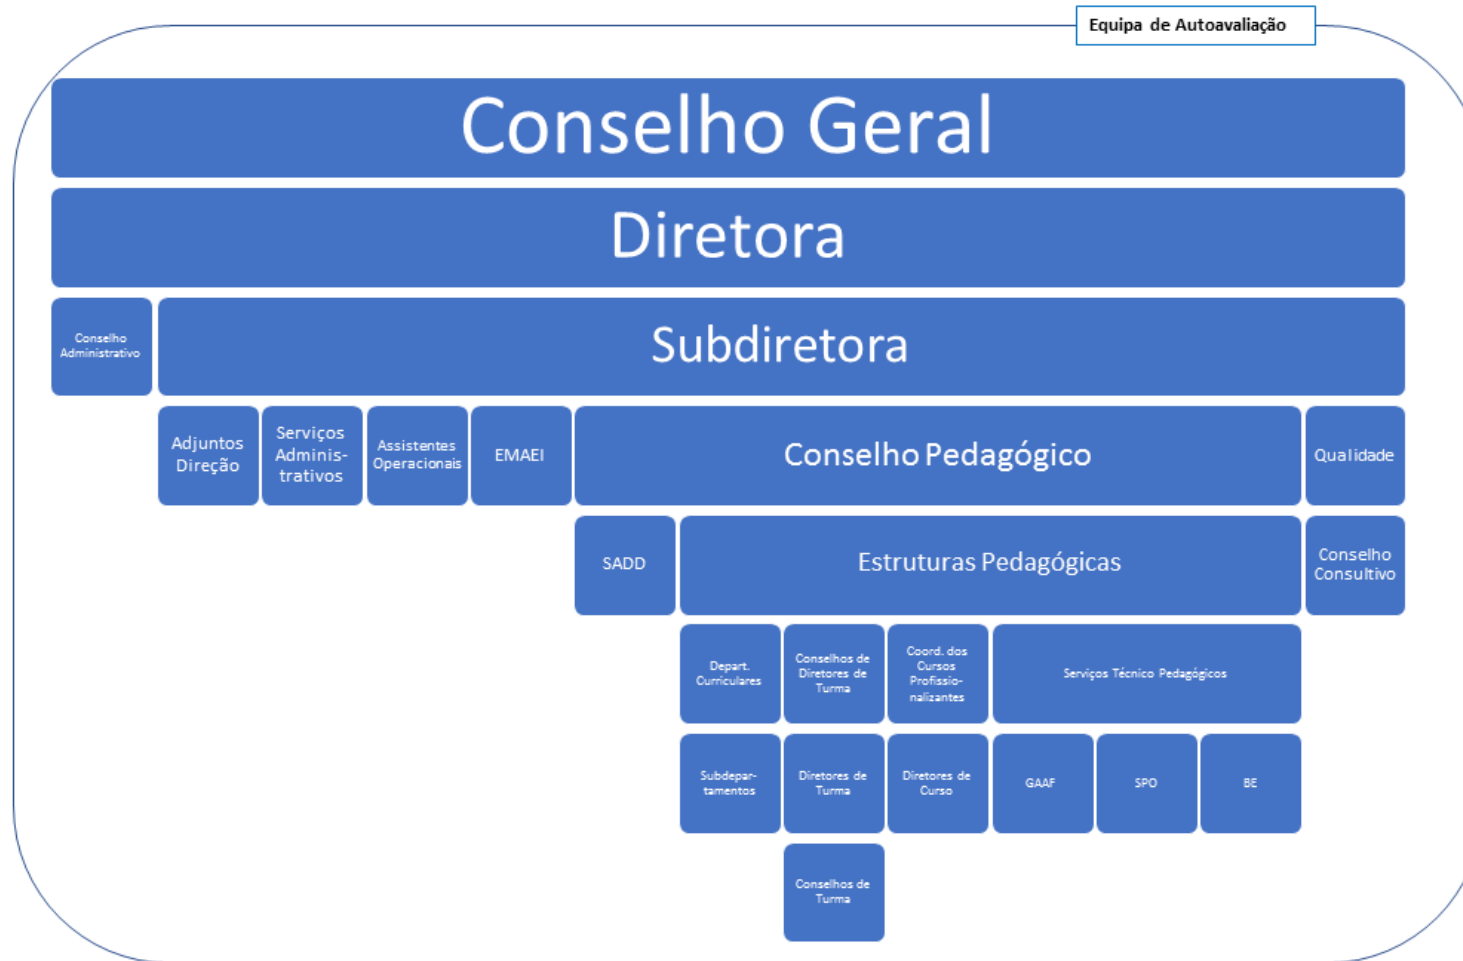 Equipa de Autoavaliação
Conselho Geral
Diretora
Conselho
Administrativo
Subdiretora
Adjuntos
Direção
Serviços
Adminis-
trativos
Assistentes
Operacionais
EMAEI
Conselho Pedagógico
Qualidade
SADD
Estruturas Pedagógicas
Conselho
Consultivo
Depart.
Curriculares
Conselhos de
Diretores de
Turma
Coord. dos
Cursos
Profissio-
nalizantes
Serviços Técnico Pedagógicos
Subdepar-
tamentos
Diretores de
Turma
Diretores de
Curso
GAAF
SPO
BE
Conselhos de
Turma